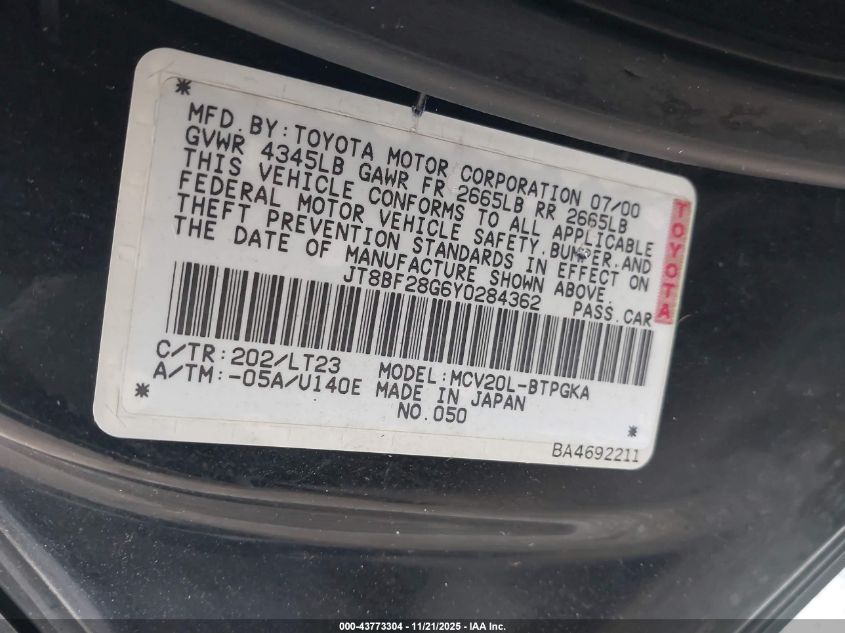 *
MFD.BY:TOYOTA MOTOR CORPORATION 07/00
GVWR 4345LB GAWR FR 2665LB RR 2665LB
THIS VEHICLE CONFORMS TO ALL APPLICABLE
FEDERAL MOTOR VEHICLE SAFETY.BUMPER.AND
THEFT PREVENTION STANDARDS IN EFFECT ON
THE DATE OF MANUFACTURE SHOWN ABOVE.
JT8BF28G6Y0284362 PASS.CAR
TOYOTA
C/TR:202/LT23 MODEL:MCV20L-BTPGKA
A/TM:-05A/U140E MADE IN JAPAN
* NO.050 *
BA4692211
000-43773304 - 11/21/2025 - IAA Inc.